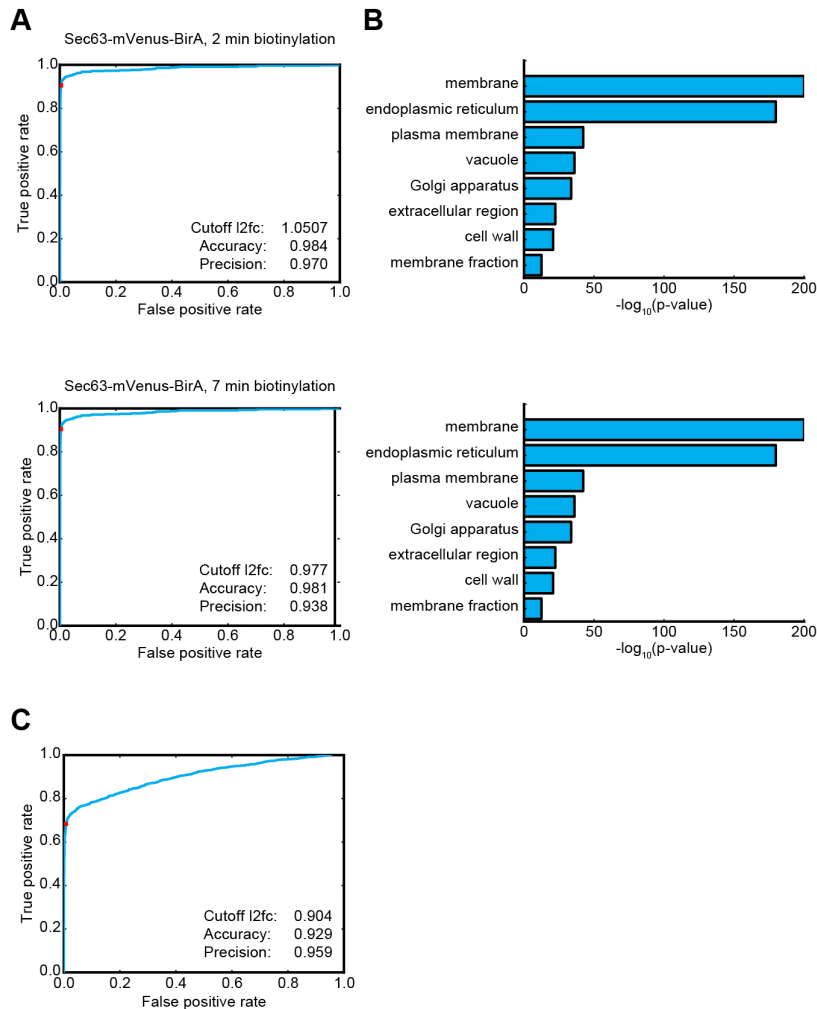 A
Sec63-mVenus-BirA, 2 min biotinylation
True positive rate
1.0
0.8
0.6
0.4
0.2
0.0
Cutoff l2fc: 1.0507
Accuracy: 0.984
Precision: 0.970
0.0 0.2 0.4 0.6 0.8 1.0
False positive rate
B
membrane
endoplasmic reticulum
plasma membrane
vacuole
Golgi apparatus
extracellular region
cell wall
membrane fraction
0 50 100 150 200
-log10(p-value)
Sec63-mVenus-BirA, 7 min biotinylation
True positive rate
1.0
0.8
0.6
0.4
0.2
0.0
Cutoff l2fc: 0.977
Accuracy: 0.981
Precision: 0.938
0.0 0.2 0.4 0.6 0.8 1.0
False positive rate
membrane
endoplasmic reticulum
plasma membrane
vacuole
Golgi apparatus
extracellular region
cell wall
membrane fraction
0 50 100 150 200
-log10(p-value)
C
True positive rate
1.0
0.8
0.6
0.4
0.2
0.0
Cutoff l2fc: 0.904
Accuracy: 0.929
Precision: 0.959
0.0 0.2 0.4 0.6 0.8 1.0
False positive rate